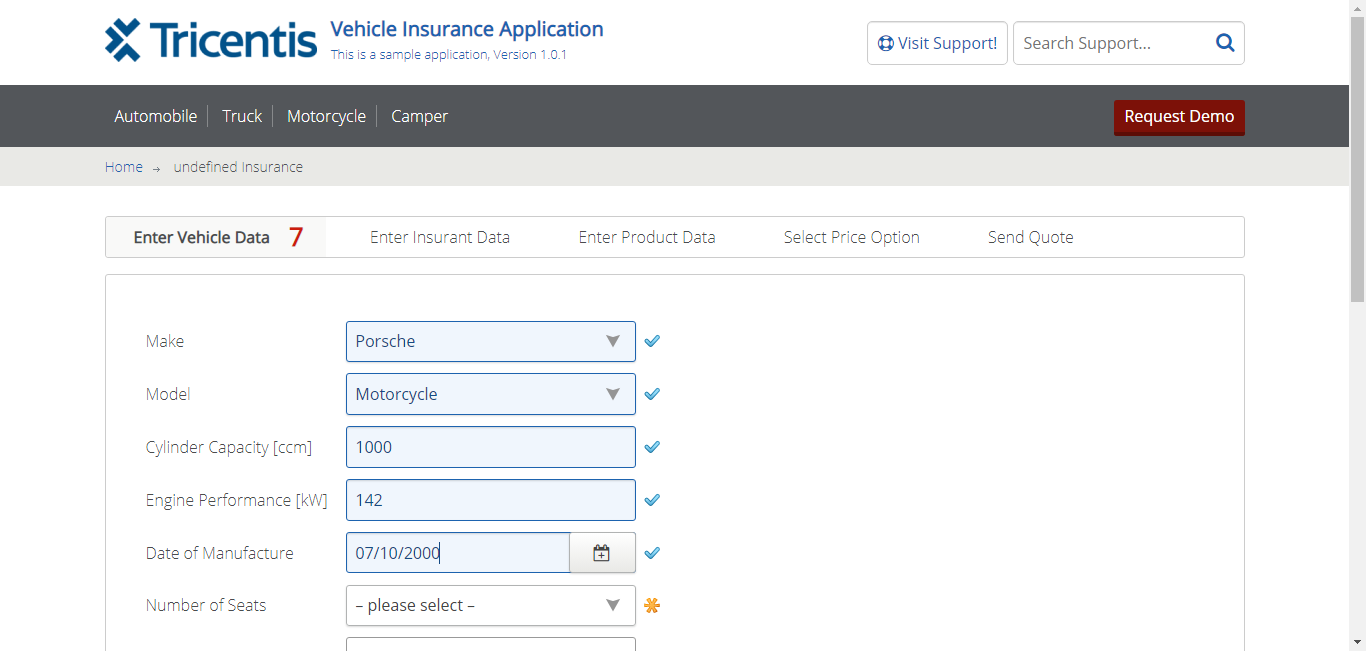 Tricentis
Vehicle Insurance Application
This is a sample application, Version 1.0.1
Visit Support!
Search Support...
Automobile
Truck
Motorcycle
Camper
Request Demo
Home → undefined Insurance
Enter Vehicle Data 7
Enter Insurant Data
Enter Product Data
Select Price Option
Send Quote
Make
Porsche
Model
Motorcycle
Cylinder Capacity [ccm]
1000
Engine Performance [kW]
142
Date of Manufacture
07/10/2000
Number of Seats
– please select –